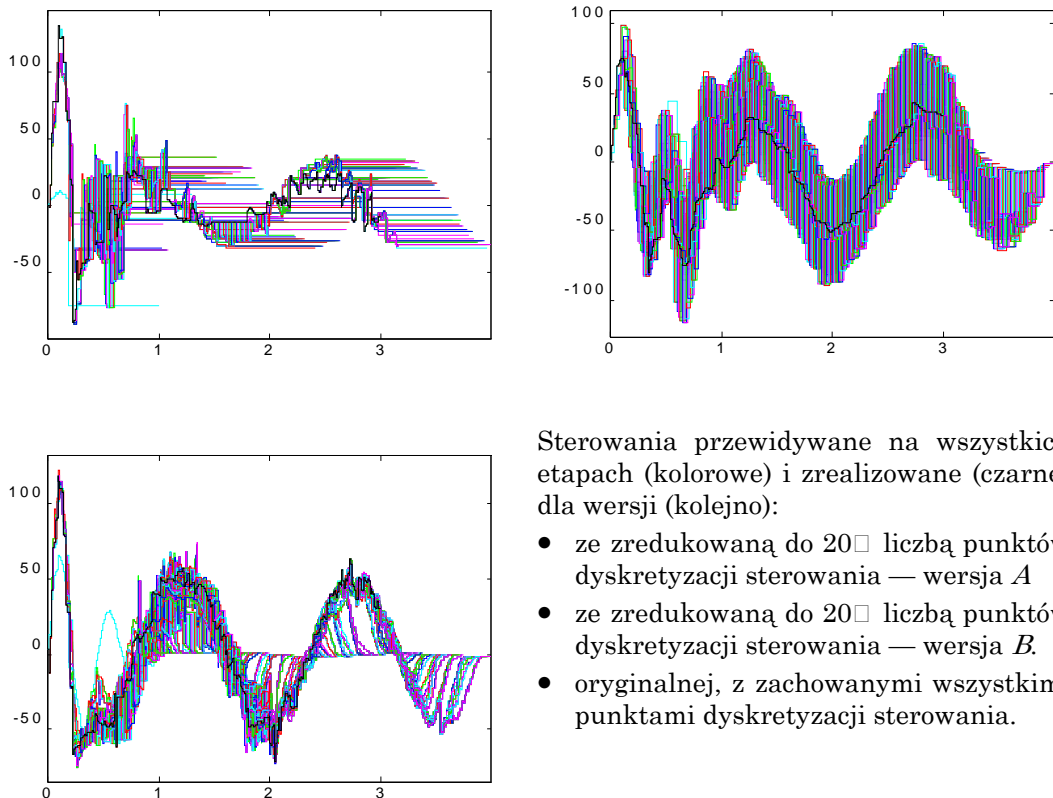 100
50
0
-50
0 1 2 3
100
50
0
-50
-100
0 1 2 3
100
50
0
-50
0 1 2 3
Sterowania przewidywane na wszystkic
etapach (kolorowe) i zrealizowane (czarne
dla wersji (kolejno):
• ze zredukowaną do 20□ liczbą punktów
dyskretyzacji sterowania — wersja A
• ze zredukowaną do 20□ liczbą punktów
dyskretyzacji sterowania — wersja B.
• oryginalnej, z zachowanymi wszystkim
punktami dyskretyzacji sterowania.